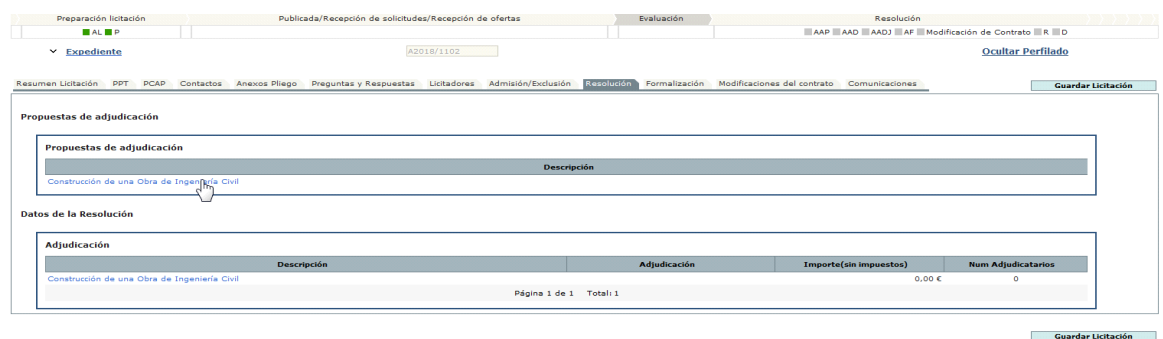 Preparación licitación Publicada/Recepción de solicitudes/Recepción de ofertas Evaluación Resolución
AL P AAP AAD AADJ AF Modificación de Contrato R D
Expediente A2018/1102 Ocultar Perfilado
Resumen Licitación PPT PCAP Contactos Anexos Pliego Preguntas y Respuestas Licitadores Admisión/Exclusión Resolución Formalización Modificaciones del contrato Comunicaciones Guardar Licitación
Propuestas de adjudicación
Propuestas de adjudicación
Descripción
Construcción de una Obra de Ingeniería Civil
Datos de la Resolución
Adjudicación
Descripción Adjudicación Importe(sin impuestos) Num Adjudicatarios
Construcción de una Obra de Ingeniería Civil 0,00 € 0
Página 1 de 1 Total: 1
Guardar Licitación